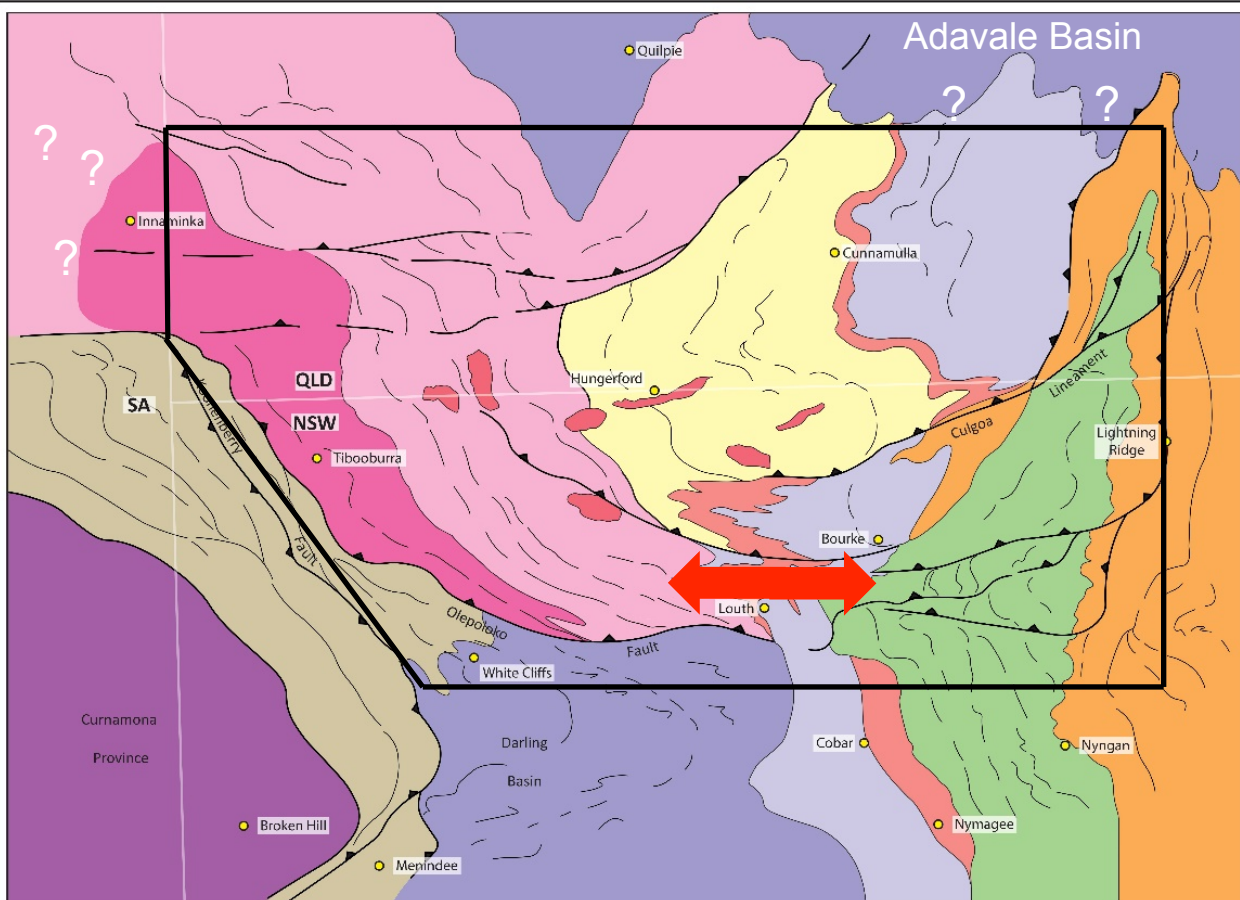 Adavale Basin
Quilpie
?
?
?
?
?
Innaminka
Cunnamulla
Hungerford
QLD
SA
NSW
Koonenberry
Fault
Lineament
Culgoa
Lightning
Ridge
Tibooburra
Bourke
Louth
Olepoloko
Fault
White Cliffs
Curnamona
Province
Darling
Basin
Cobar
Nyngan
Broken Hill
Nymagee
Menindee